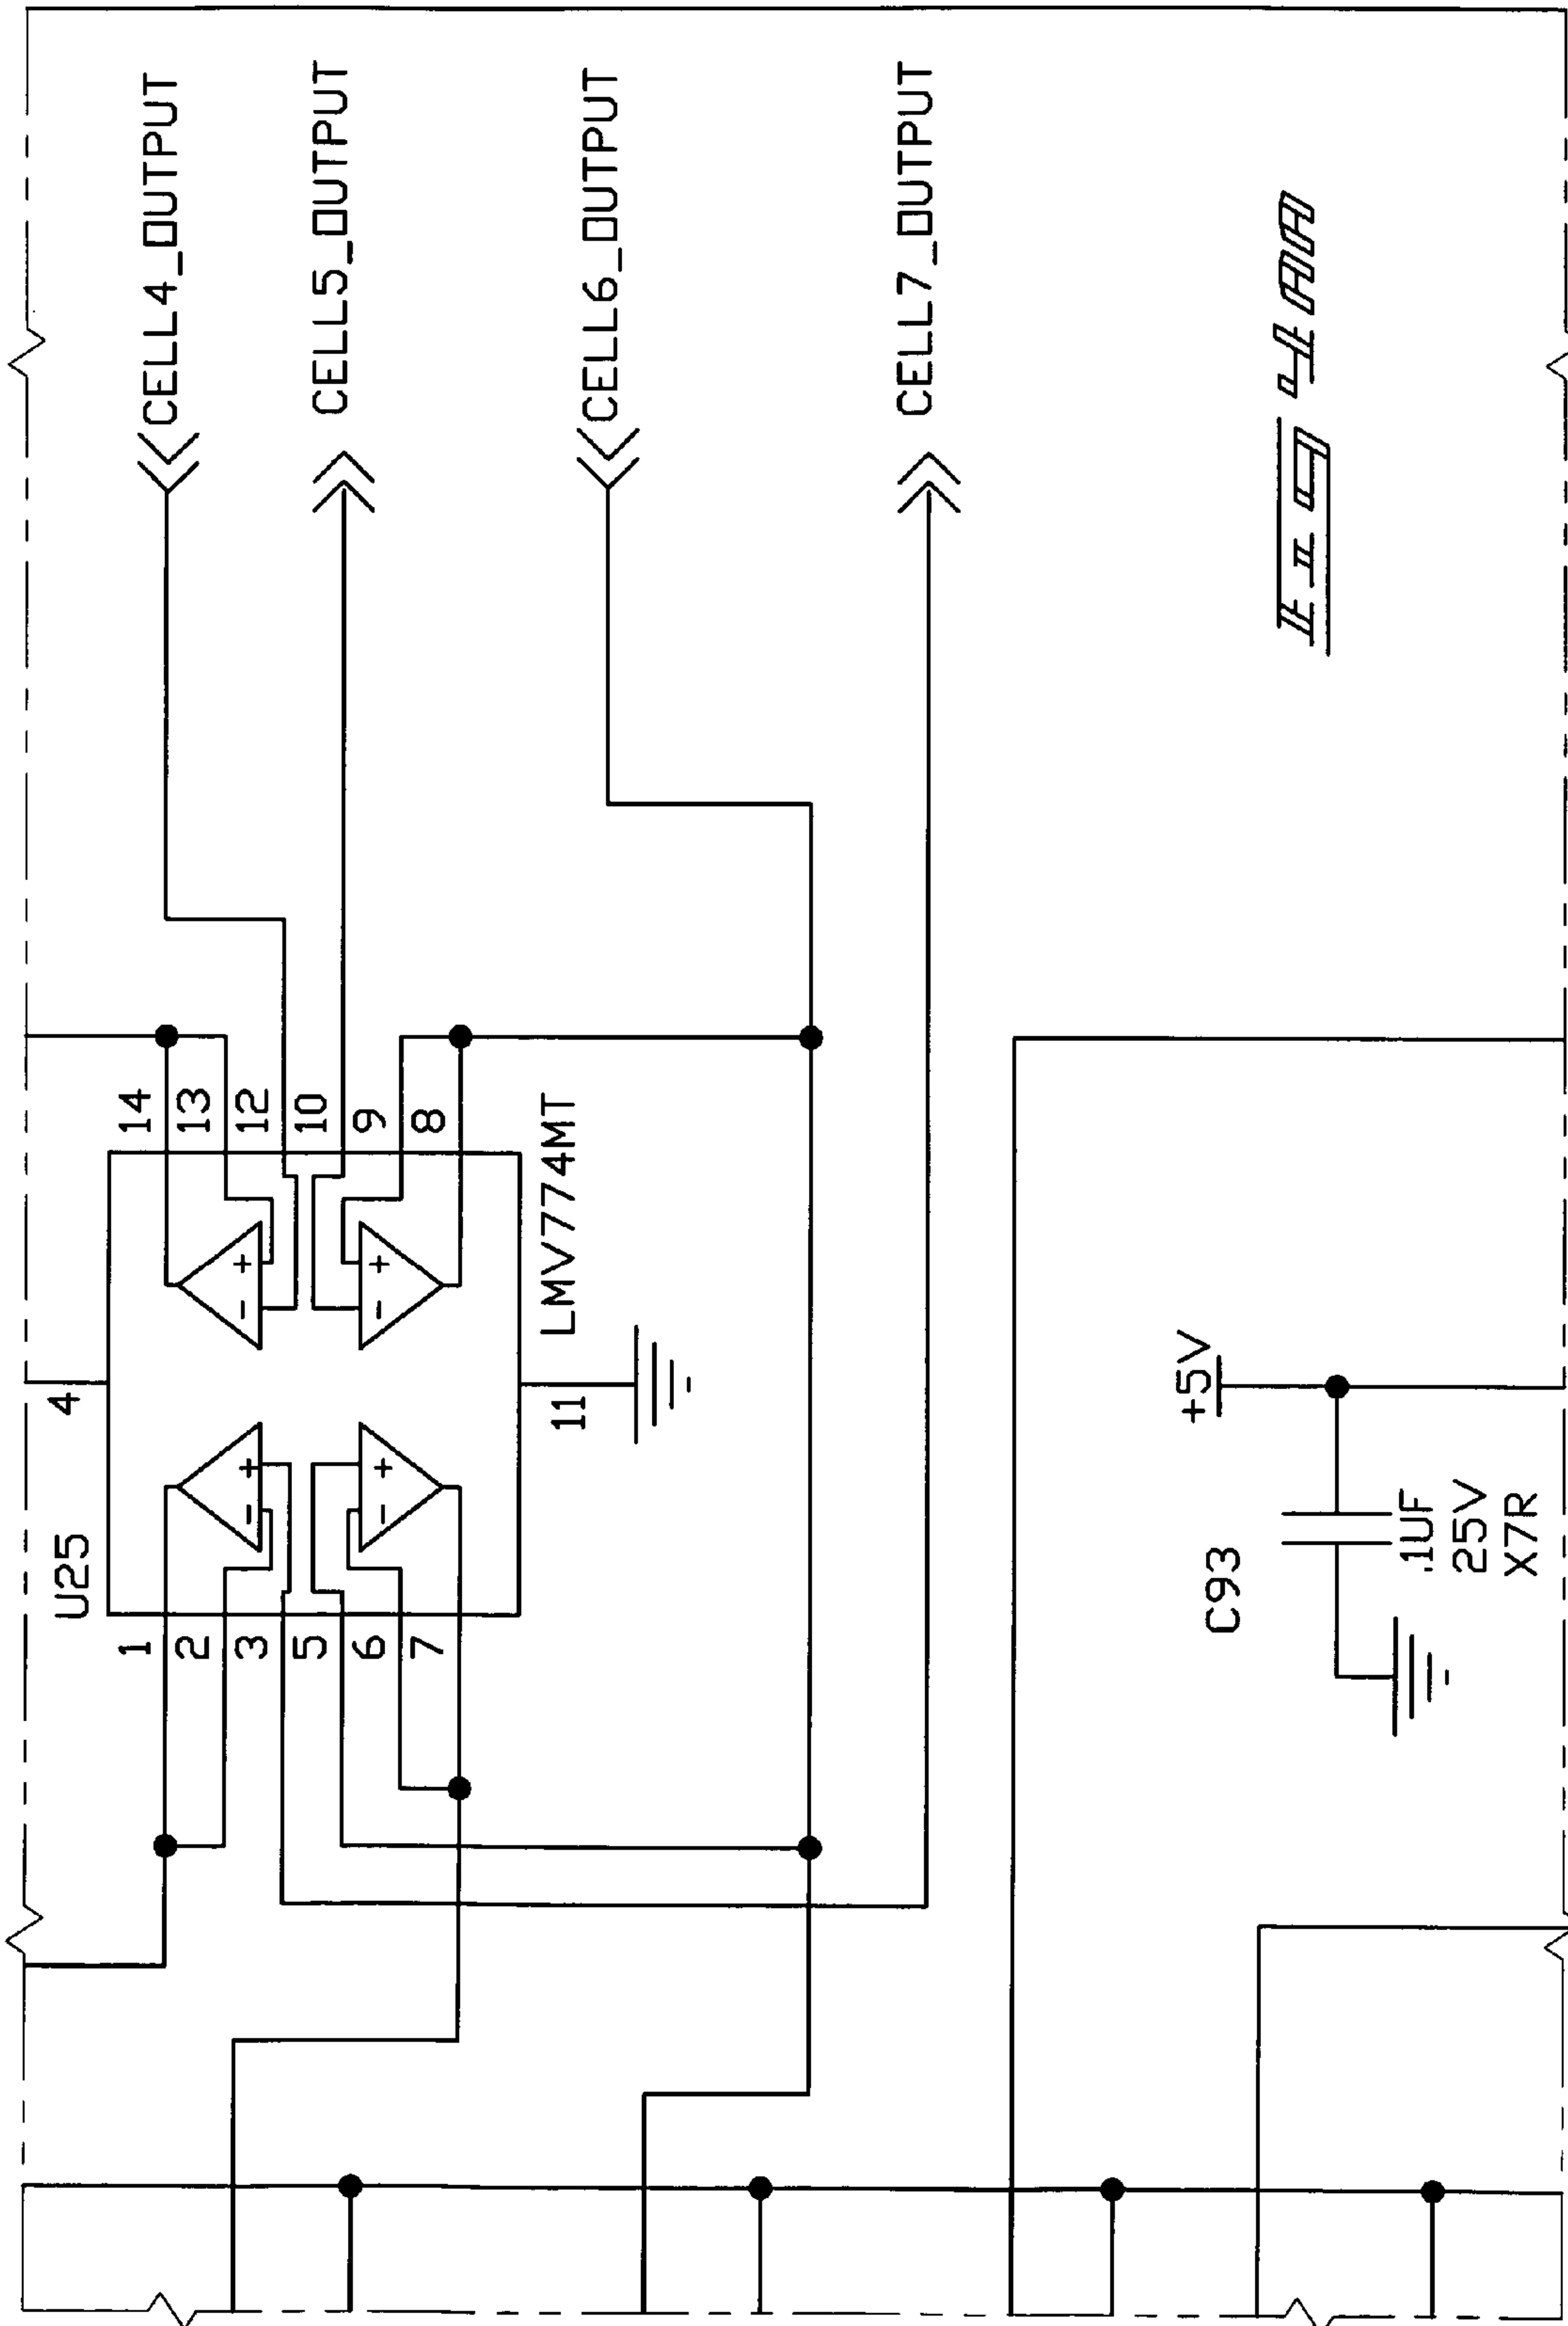 CELL4_OUTPUT
CELL5_OUTPUT
CELL6_OUTPUT
CELL7_OUTPUT
U25
4
1
2
3
5
6
7
14
13
12
10
9
8
11
LMV774MT
+5V
C93
.1UF
25V
X7R
FIG. 4AA